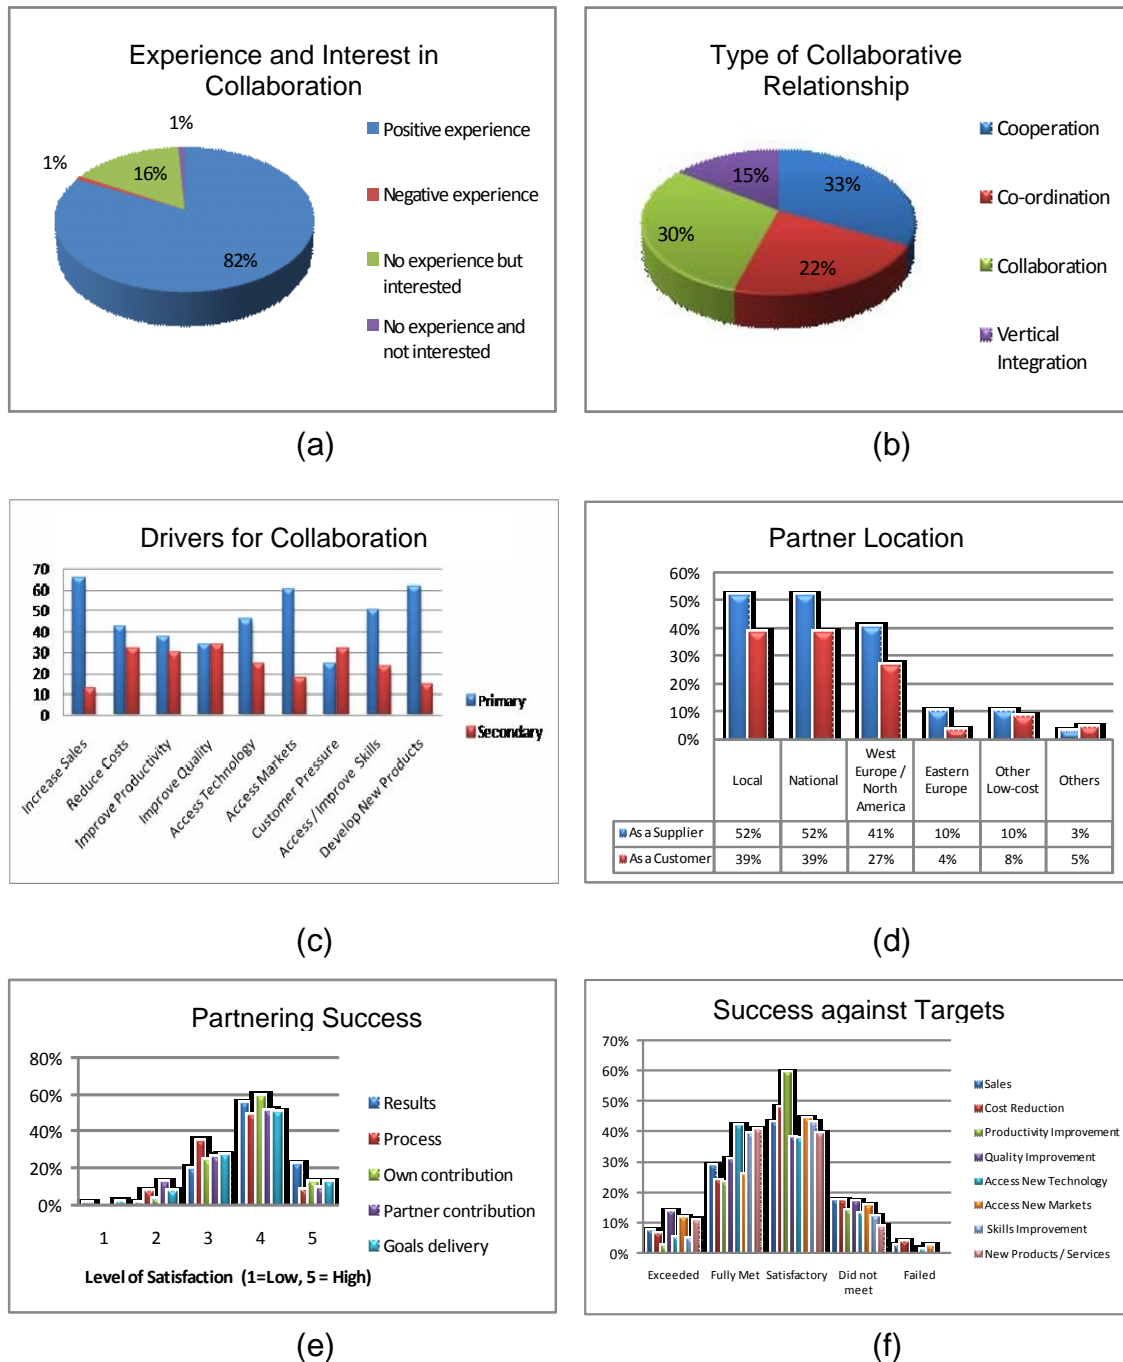 Experience and Interest in
Collaboration
1%
1%
16%
82%
Positive experience
Negative experience
No experience but
interested
No experience and
not interested
(a)
Type of Collaborative
Relationship
15%
33%
30%
22%
Cooperation
Co-ordination
Collaboration
Vertical
Integration
(b)
Drivers for Collaboration
70
60
50
40
30
20
10
0
Increase Sales
Reduce Costs
Improve Productivity
Improve Quality
Access Technology
Access Markets
Customer Pressure
Access / Improve Skills
Develop New Products
Primary
Secondary
(c)
Partner Location
60%
50%
40%
30%
20%
10%
0%
Local
National
West
Europe /
North
America
Eastern
Europe
Other
Low-cost
Others
As a Supplier 52% 52% 41% 10% 10% 3%
As a Customer 39% 39% 27% 4% 8% 5%
(d)
Partnering Success
80%
60%
40%
20%
0%
1 2 3 4 5
Level of Satisfaction (1=Low, 5 = High)
Results
Process
Own contribution
Partner contribution
Goals delivery
(e)
Success against Targets
70%
60%
50%
40%
30%
20%
10%
0%
Exceeded
Fully Met
Satisfactory
Did not
meet
Failed
Sales
Cost Reduction
Productivity Improvement
Quality Improvement
Access New Technology
Access New Markets
Skills Improvement
New Products / Services
(f)